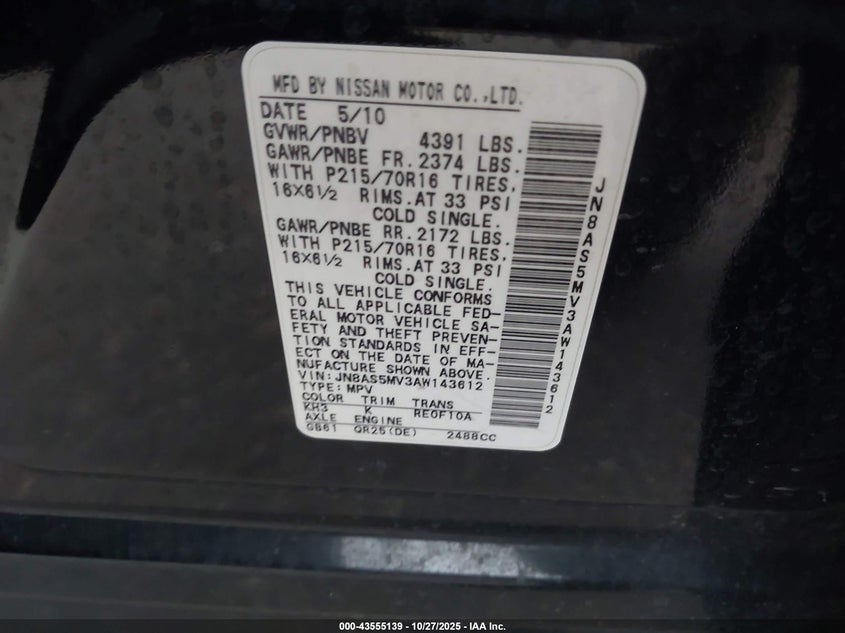 MFD BY NISSAN MOTOR CO.,LTD.
DATE 5/10
GVWR/PNBV 4391 LBS.
GAWR/PNBE FR. 2374 LBS.
WITH P215/70R16 TIRES,
16X6½ RIMS.AT 33 PSI
COLD SINGLE.
GAWR/PNBE RR. 2172 LBS.
WITH P215/70R16 TIRES,
16X6½ RIMS.AT 33 PSI
COLD SINGLE.
THIS VEHICLE CONFORMS
TO ALL APPLICABLE FED-
ERAL MOTOR VEHICLE SA-
FETY AND THEFT PREVEN-
TION STANDARDS IN EFF-
ECT ON THE DATE OF MA-
NUFACTURE SHOWN ABOVE.
VIN: JN8AS5MV3AW143612
TYPE: MPV
COLOR TRIM TRANS
KH3 K RE0F10A
AXLE ENGINE
GB61 QR25(DE) 2488CC
JN8AS5MV3AW143612
000-43555139 - 10/27/2025 - IAA Inc.